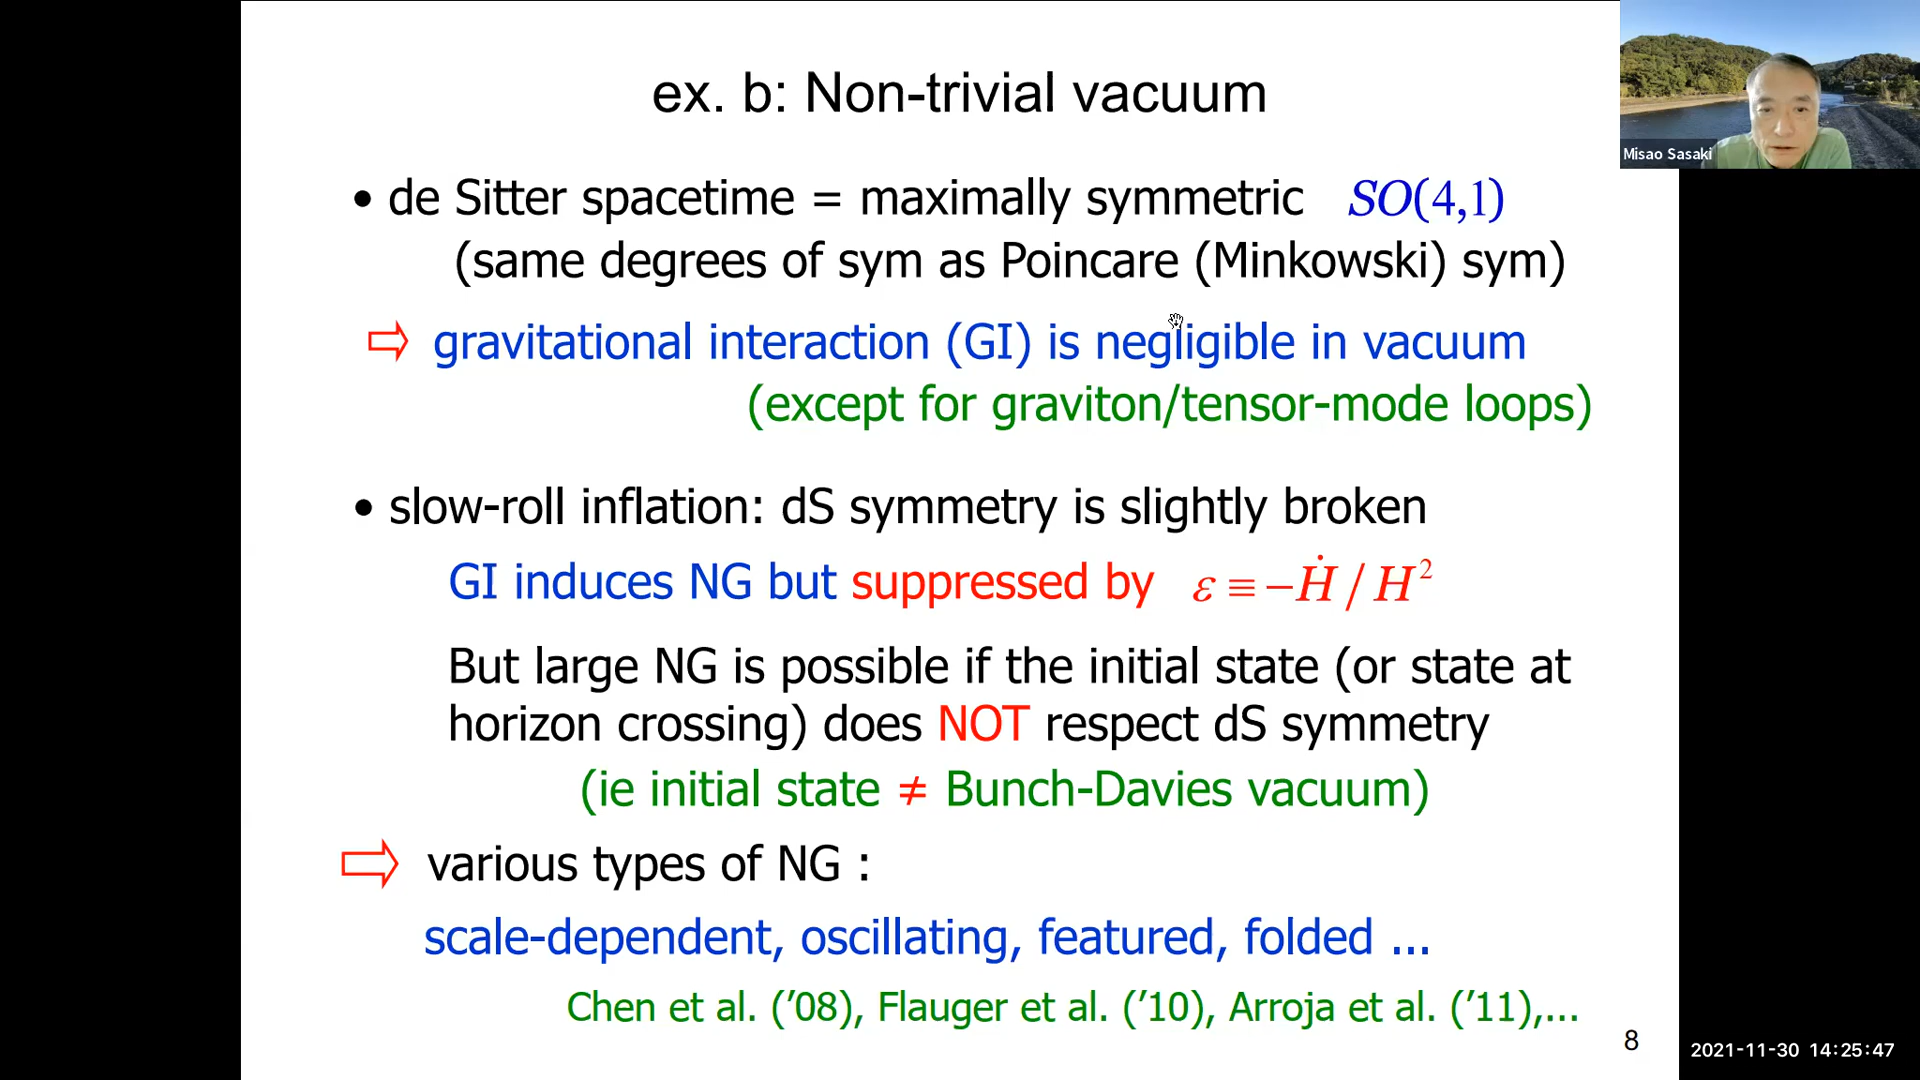 ex. b: Non-trivial vacuum
Misao Sasaki
• de Sitter spacetime = maximally symmetric SO(4,1)
(same degrees of sym as Poincare (Minkowski) sym)
⇨ gravitational interaction (GI) is negligible in vacuum
(except for graviton/tensor-mode loops)
• slow-roll inflation: dS symmetry is slightly broken
GI induces NG but suppressed by ε ≡ −Ḣ / H²
But large NG is possible if the initial state (or state at
horizon crossing) does NOT respect dS symmetry
(ie initial state ≠ Bunch-Davies vacuum)
⇨ various types of NG :
scale-dependent, oscillating, featured, folded ...
Chen et al. (’08), Flauger et al. (’10), Arroja et al. (’11),...
8
2021-11-30 14:25:47